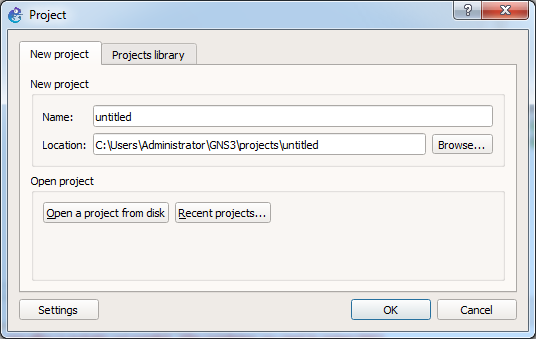 Project
New project
Projects library
New project
Name:
untitled
Location:
C:\Users\Administrator\GNS3\projects\untitled
Browse...
Open project
Open a project from disk
Recent projects...
Settings
OK
Cancel